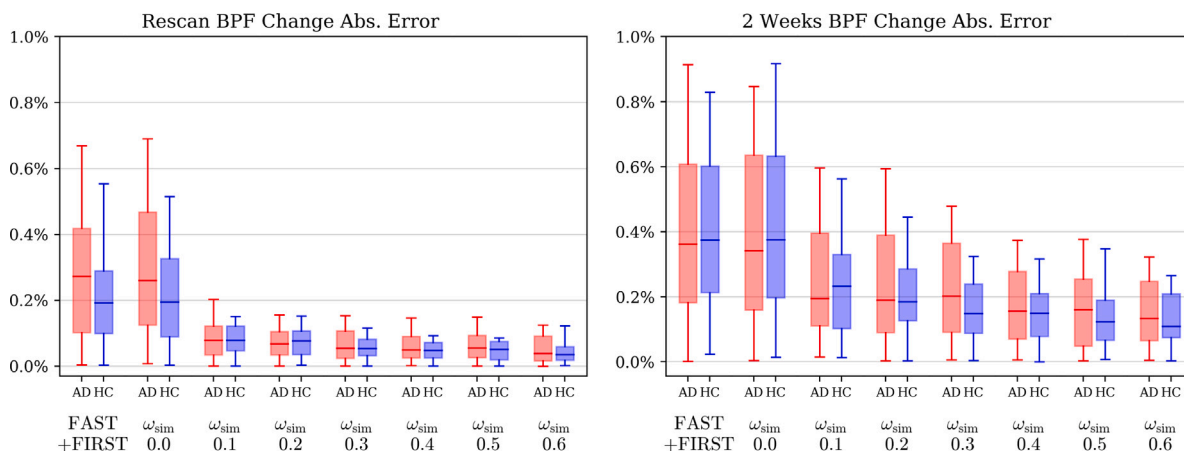 Rescan BPF Change Abs. Error
1.0%
0.8%
0.6%
0.4%
0.2%
0.0%
AD HC AD HC AD HC AD HC AD HC AD HC AD HC AD HC
FAST ωsim ωsim ωsim ωsim ωsim ωsim ωsim
+FIRST 0.0 0.1 0.2 0.3 0.4 0.5 0.6
2 Weeks BPF Change Abs. Error
1.0%
0.8%
0.6%
0.4%
0.2%
0.0%
AD HC AD HC AD HC AD HC AD HC AD HC AD HC AD HC
FAST ωsim ωsim ωsim ωsim ωsim ωsim ωsim
+FIRST 0.0 0.1 0.2 0.3 0.4 0.5 0.6